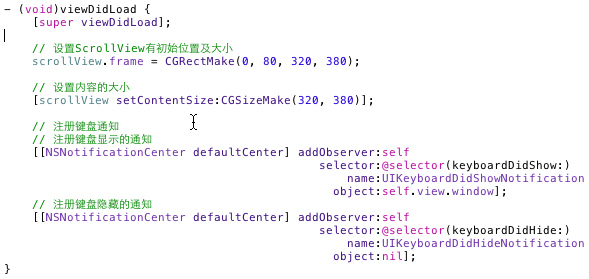 - (void)viewDidLoad {
    [super viewDidLoad];

    // 设置ScrollView有初始位置及大小
    scrollView.frame = CGRectMake(0, 80, 320, 380);

    // 设置内容的大小
    [scrollView setContentSize:CGSizeMake(320, 380)];

    // 注册键盘通知
    // 注册键盘显示的通知
    [[NSNotificationCenter defaultCenter] addObserver:self
                                             selector:@selector(keyboardDidShow:)
                                                 name:UIKeyboardDidShowNotification
                                               object:self.view.window];
    // 注册键盘隐藏的通知
    [[NSNotificationCenter defaultCenter] addObserver:self
                                             selector:@selector(keyboardDidHide:)
                                                 name:UIKeyboardDidHideNotification
                                               object:nil];
}